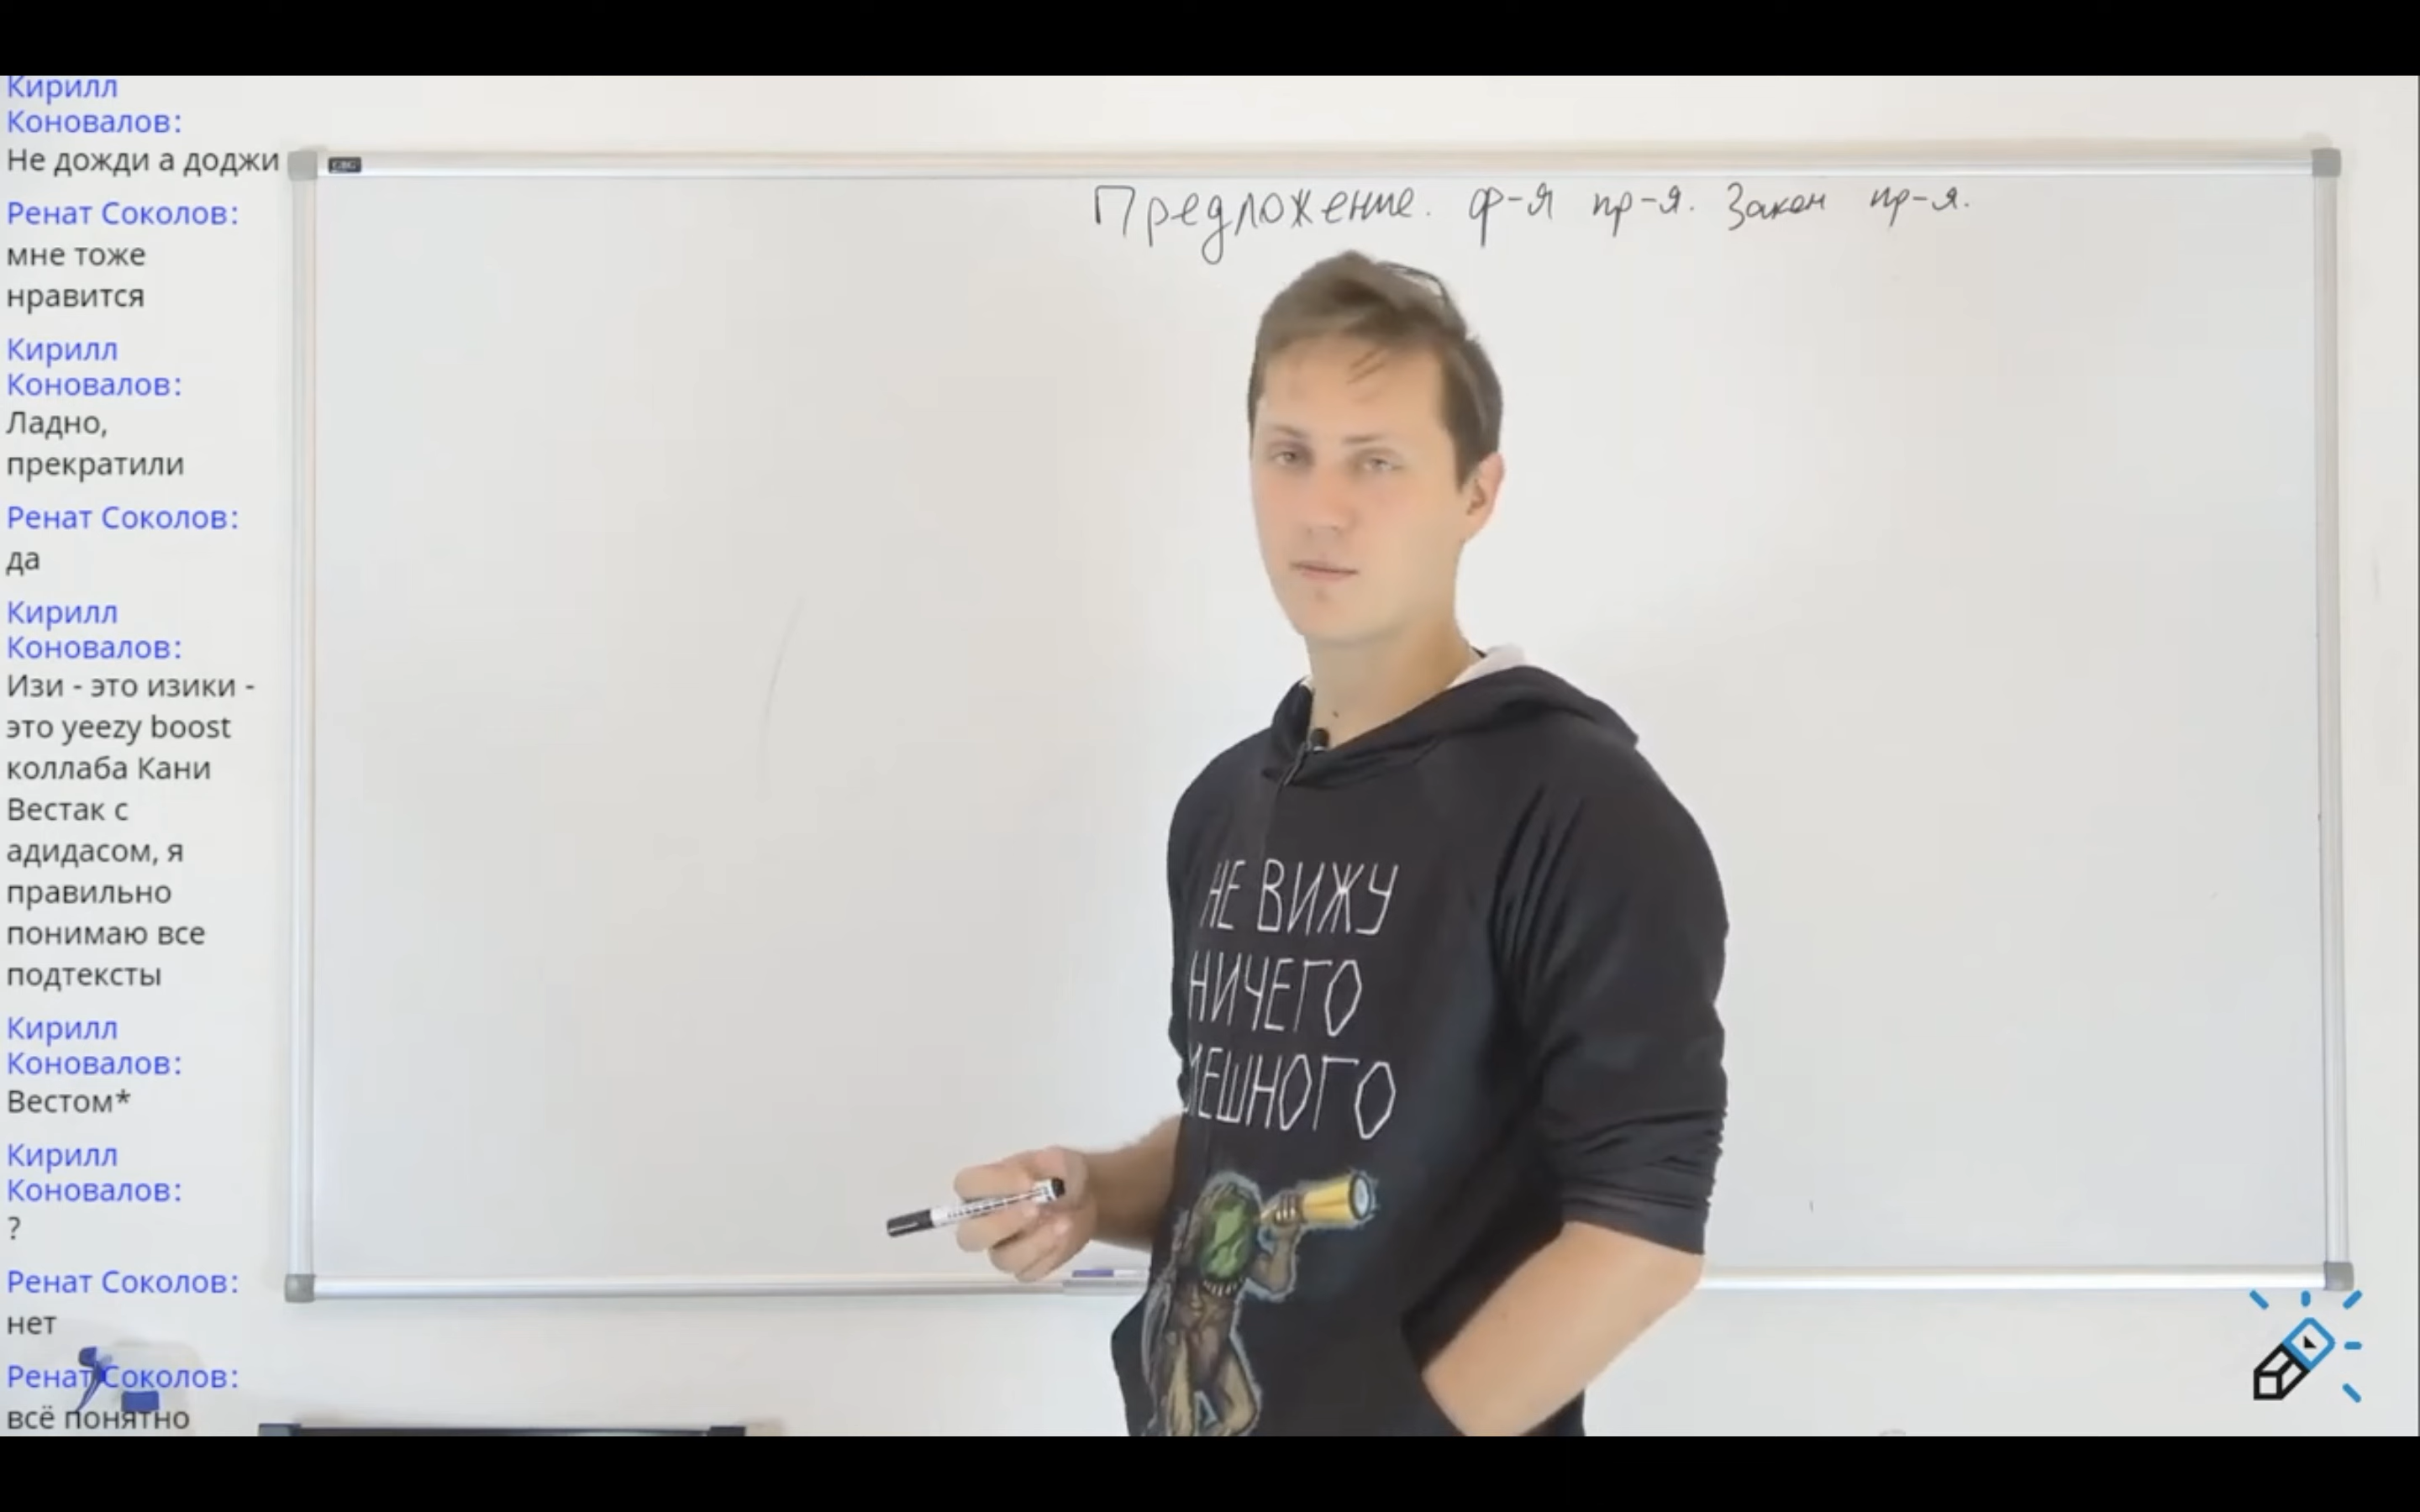 Кирилл
Коновалов:
Не дожди а доджи
Ренат Соколов:
мне тоже
нравится
Кирилл
Коновалов:
Ладно,
прекратили
Ренат Соколов:
да
Кирилл
Коновалов:
Изи - это изики -
это yeezy boost
коллаба Кани
Вестак с
адидасом, я
правильно
понимаю все
подтексты
Кирилл
Коновалов:
Вестом*
Кирилл
Коновалов:
?
Ренат Соколов:
нет
Ренат Соколов:
всё понятно
Предложение. ф-я пр-я. Закон пр-я.
НЕ ВИЖУ
НИЧЕГО
МЕШНОГО